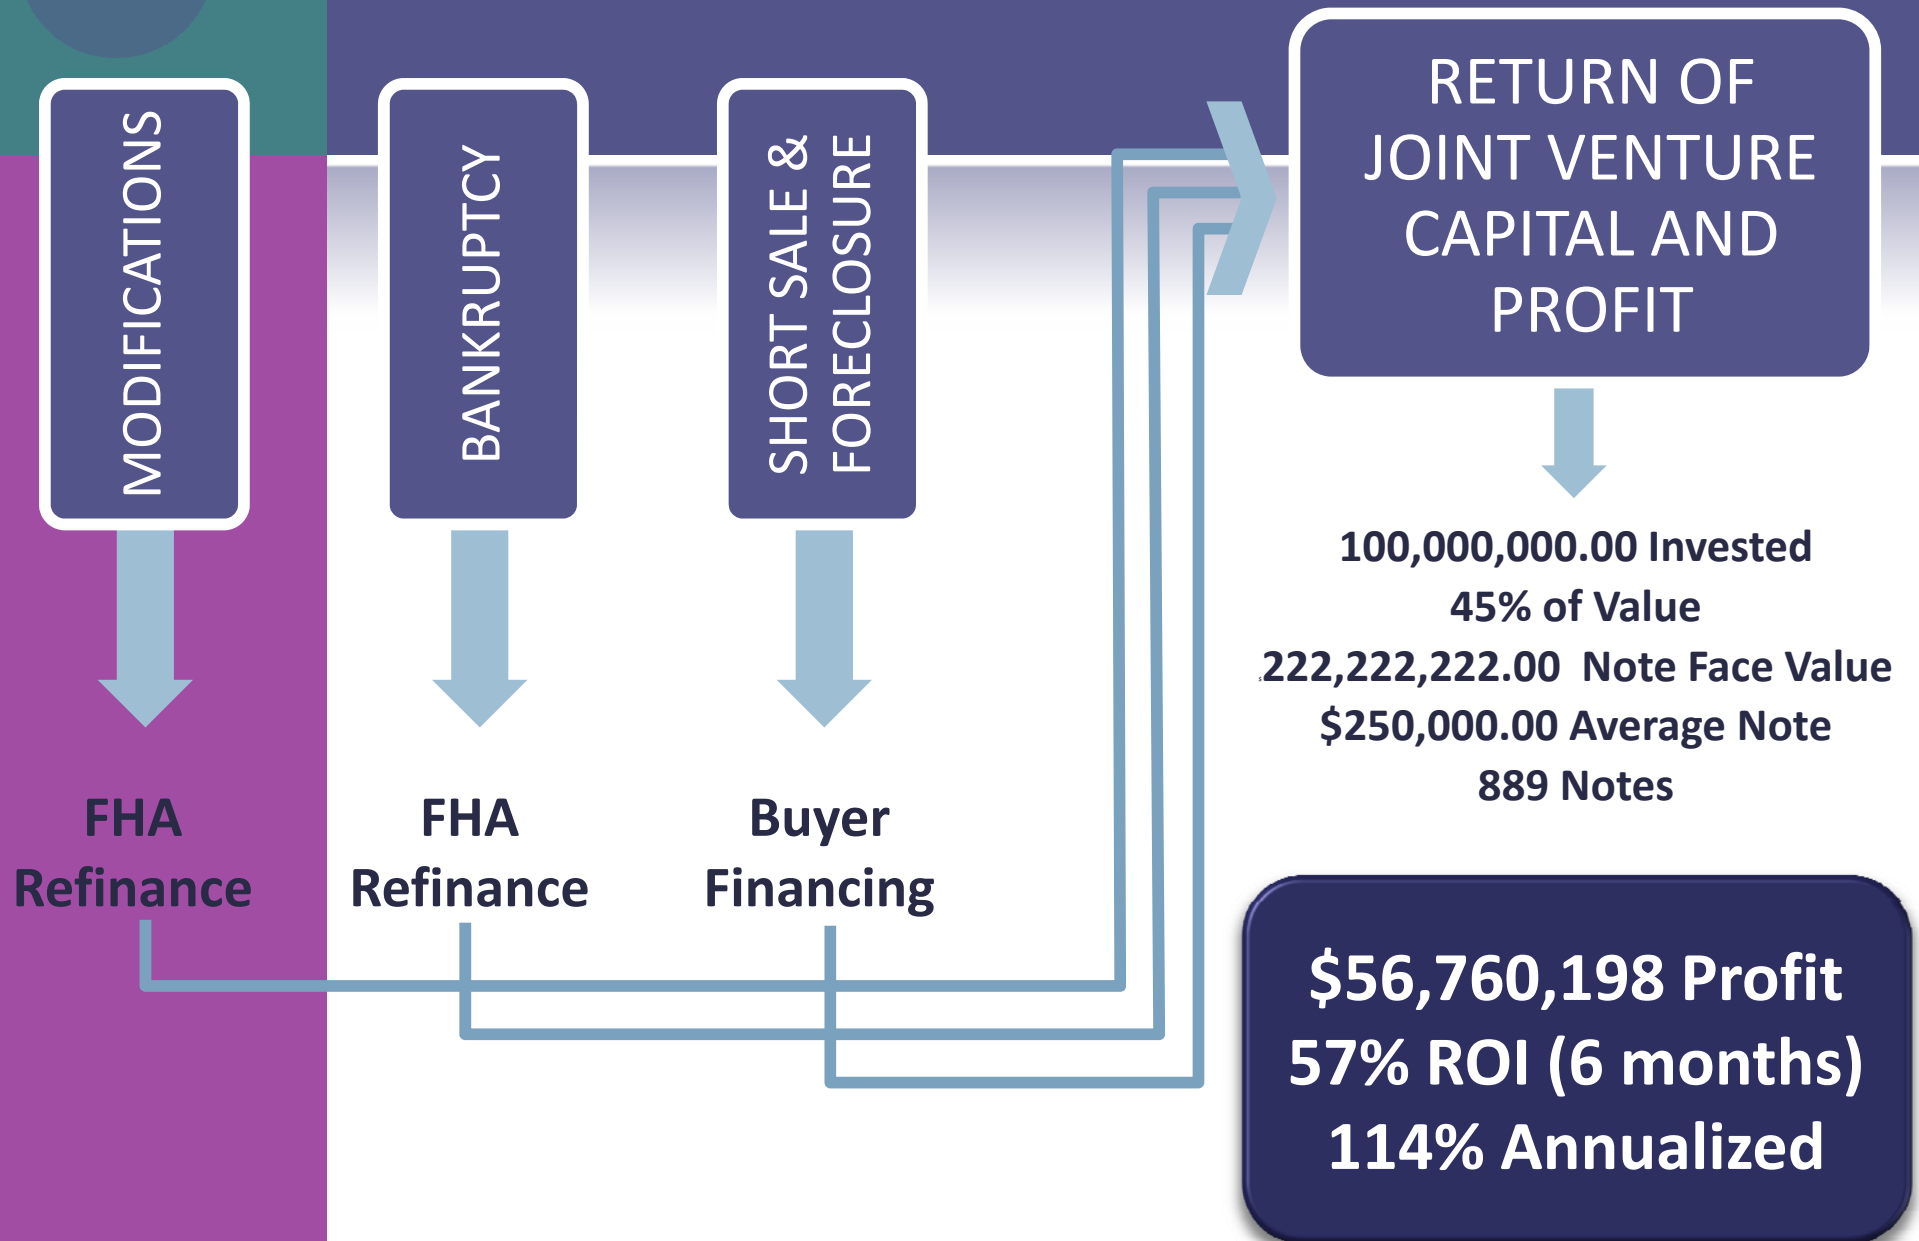 MODIFICATIONS
BANKRUPTCY
SHORT SALE &
FORECLOSURE
RETURN OF
JOINT VENTURE
CAPITAL AND
PROFIT
FHA
Refinance
FHA
Refinance
Buyer
Financing
100,000,000.00 Invested
45% of Value
$222,222,222.00 Note Face Value
$250,000.00 Average Note
889 Notes
$56,760,198 Profit
57% ROI (6 months)
114% Annualized